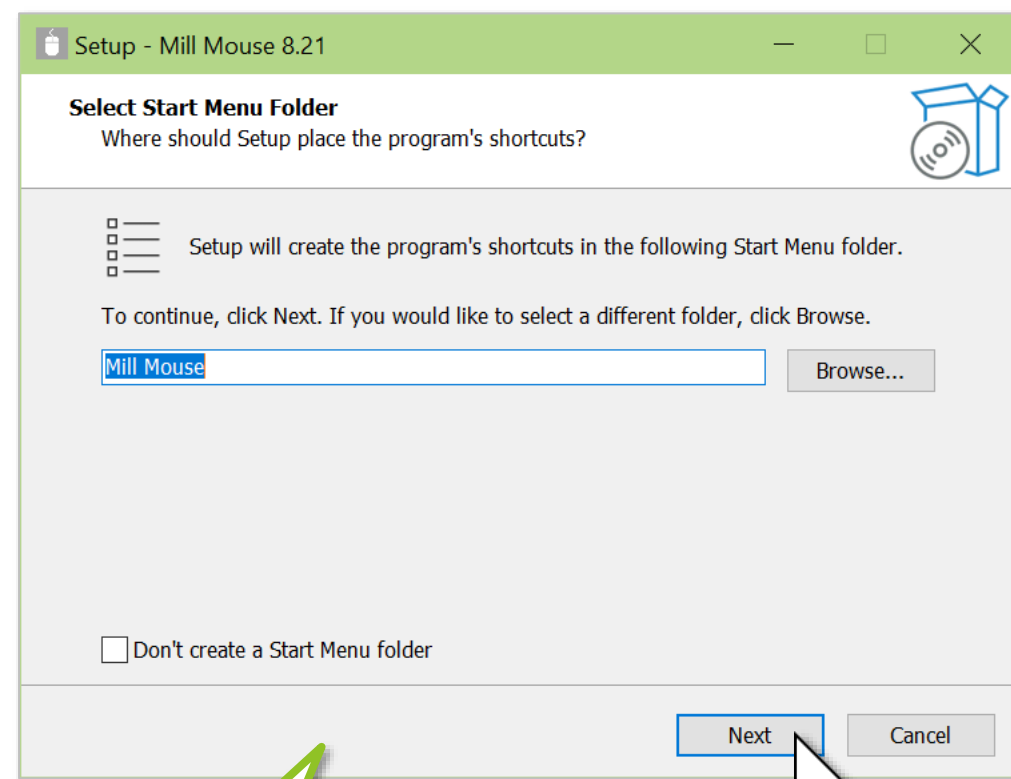 Setup - Mill Mouse 8.21
Select Start Menu Folder
Where should Setup place the program's shortcuts?
Setup will create the program's shortcuts in the following Start Menu folder.
To continue, click Next. If you would like to select a different folder, click Browse.
Mill Mouse
Browse...
Don't create a Start Menu folder
Next
Cancel